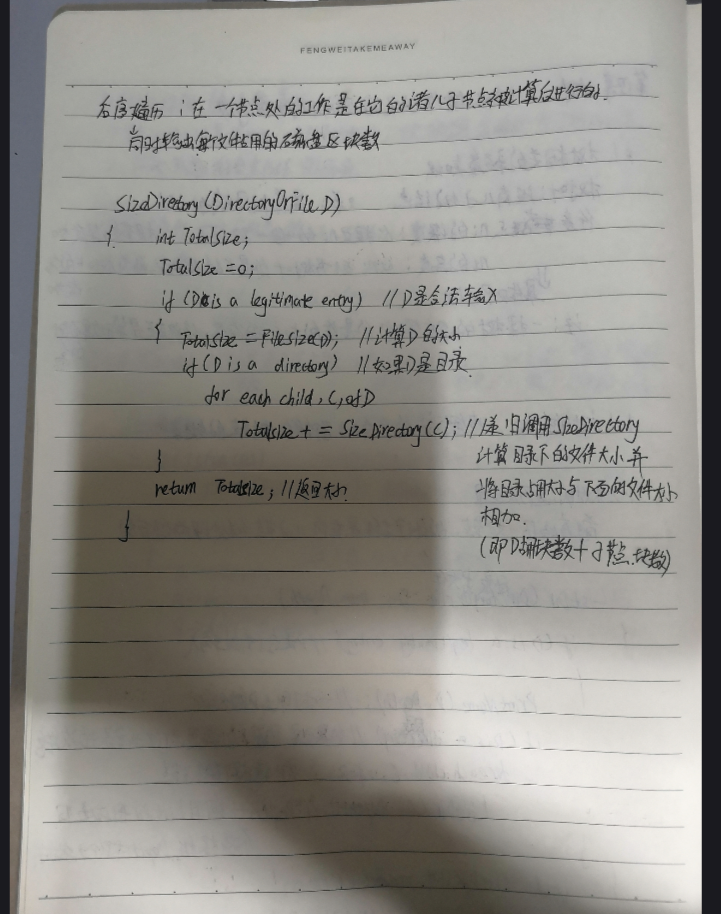 FENGWEITAKEMEAWAY
后序遍历：在一个节点处的工作是在它的诸儿子节点被计算后进行的.
同时输出每个文件占用的磁盘区块数
SizeDirectory(DirectoryOrFile D)
{ int TotalSize;
TotalSize = 0;
if (D is a legitimate entry) //D是合法输入
{ TotalSize = FileSize(D); //计算D的大小
if (D is a directory) //如果D是目录
for each child, C, of D
TotalSize += SizeDirectory(C); //递归调用SizeDirectory
计算目录下的文件大小并
}
return TotalSize; //返回大小.
将目录占用大小与下面的文件大小
相加.
}
(即D占用块数+子节点块数)